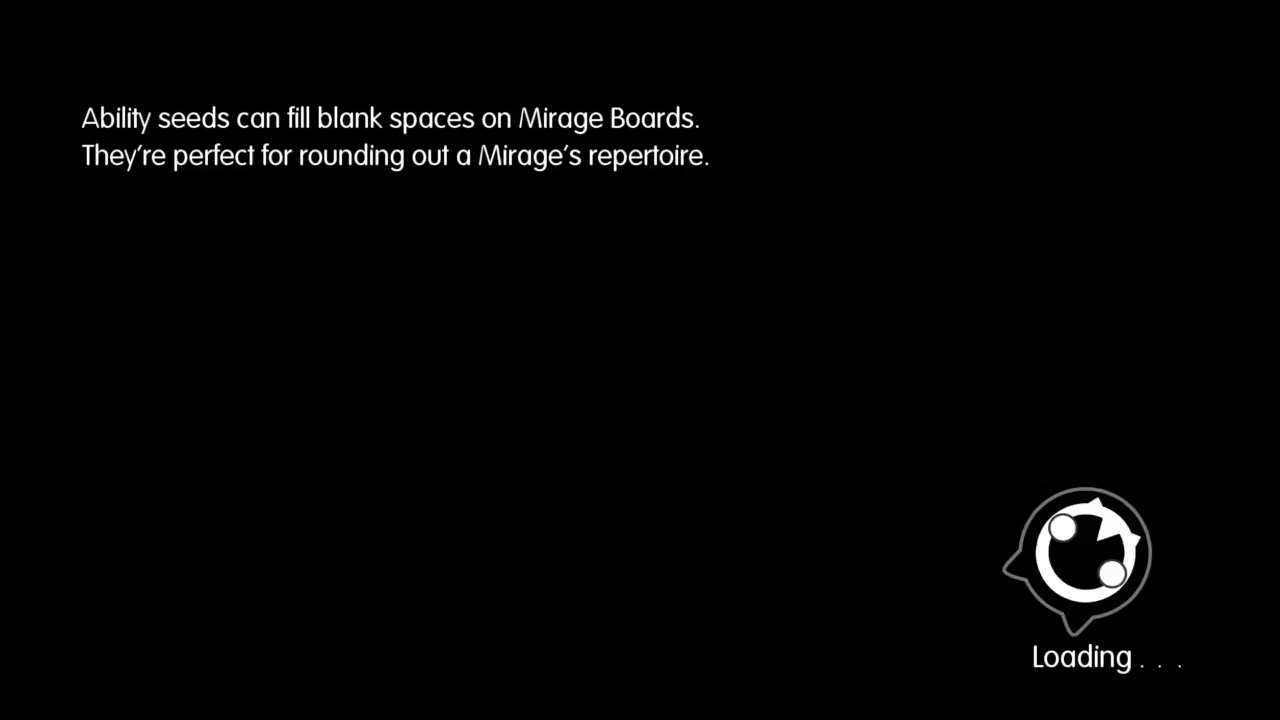 Ability seeds can fill blank spaces on Mirage Boards.
They're perfect for rounding out a Mirage's repertoire.
Loading . . .